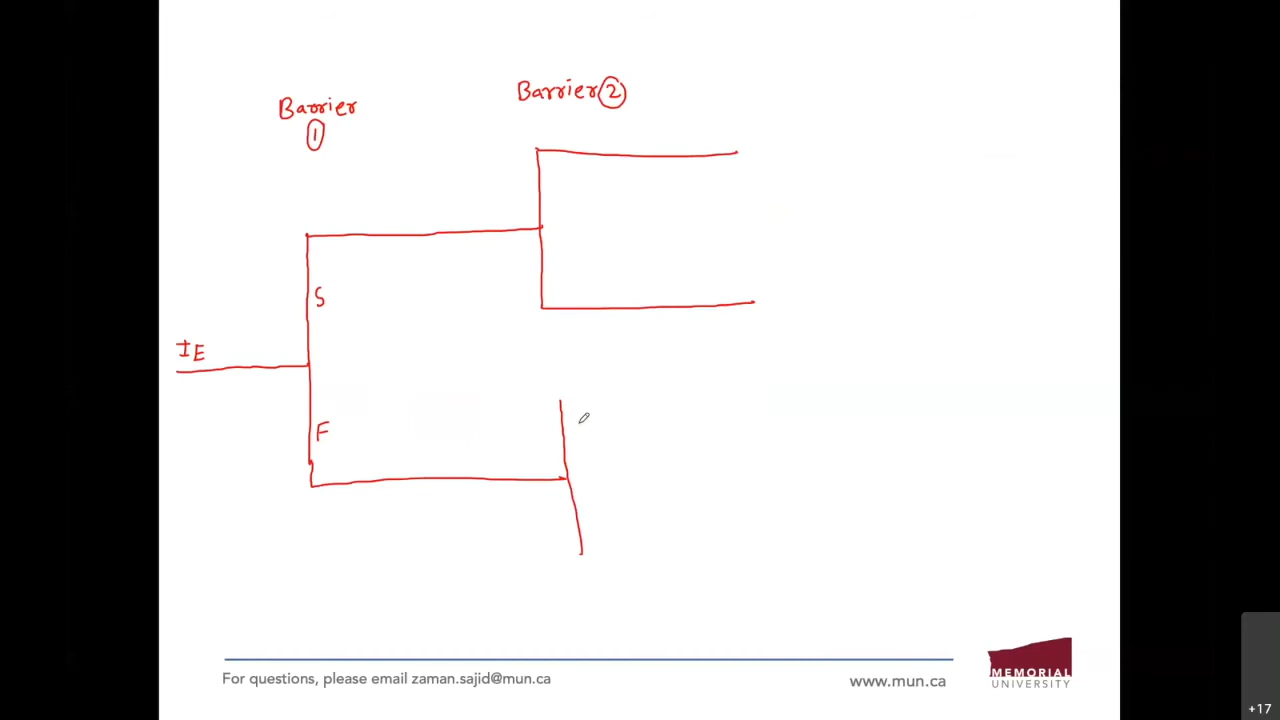 Barrier ②
Barrier
①
S
IE
F
For questions, please email zaman.sajid@mun.ca
www.mun.ca
MEMORIAL
UNIVERSITY
+17